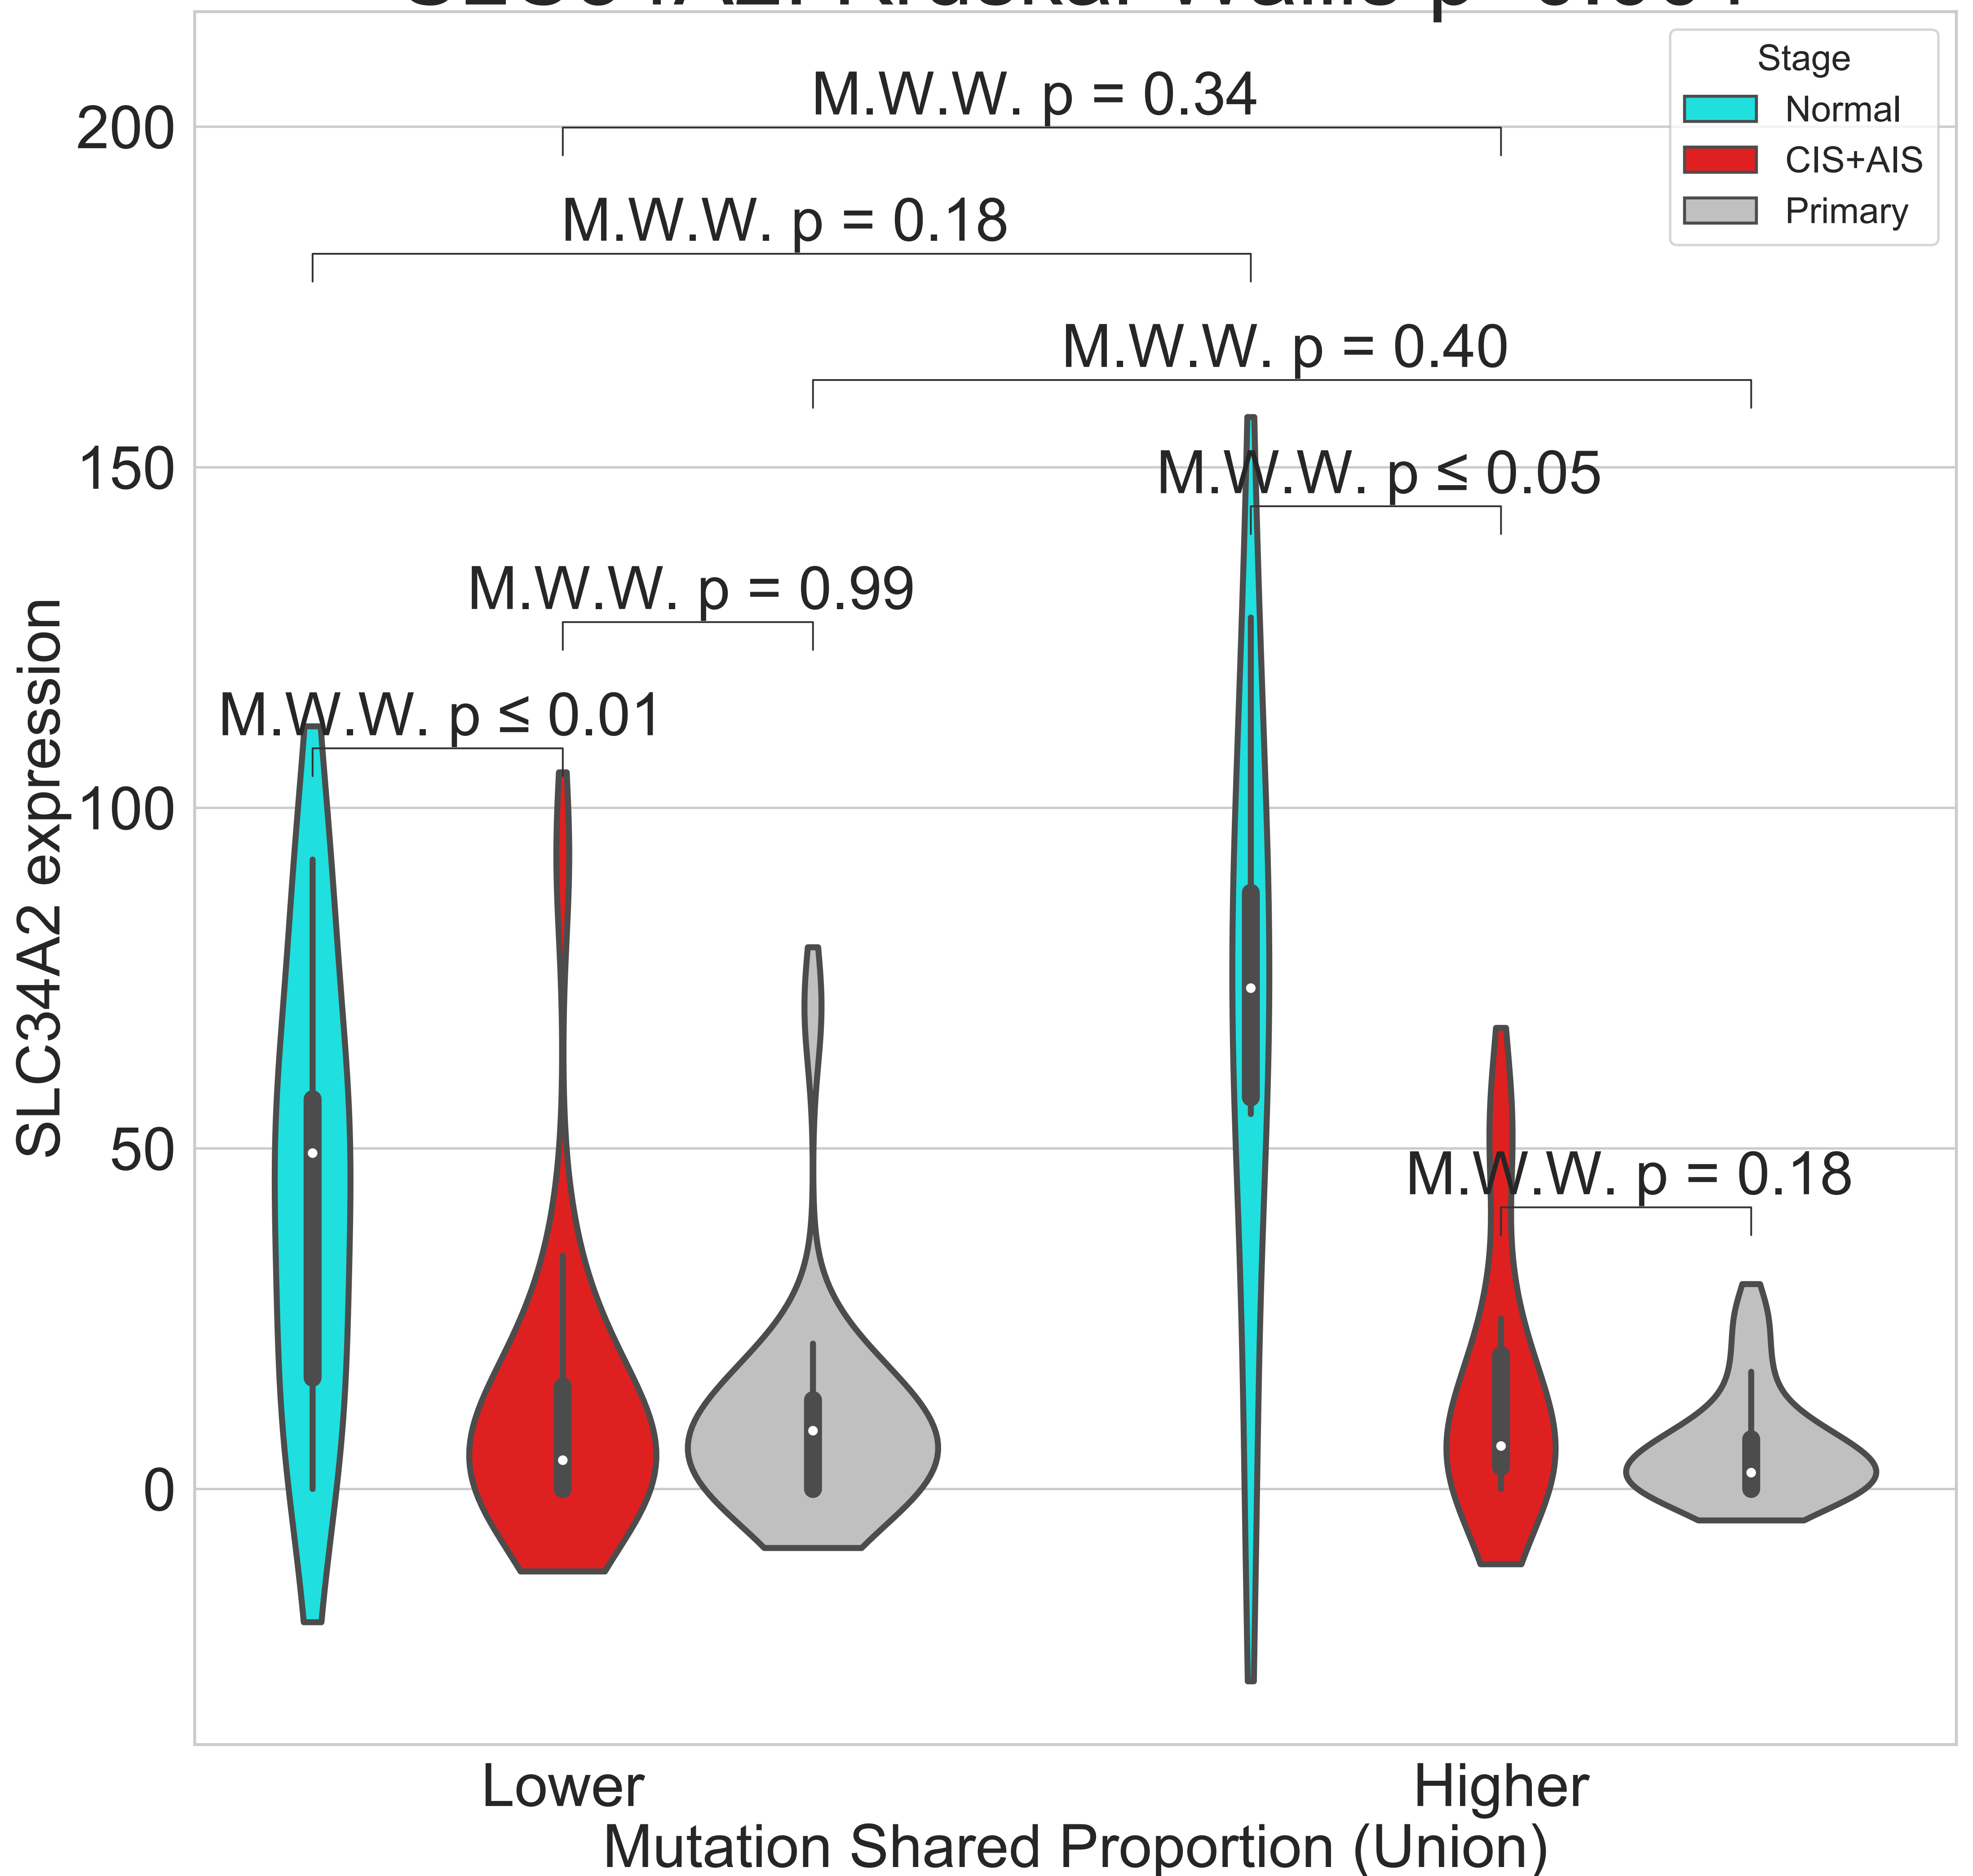 Stage
Normal
CIS+AIS
Primary
M.W.W. p = 0.34
M.W.W. p = 0.18
M.W.W. p = 0.40
M.W.W. p ≤ 0.05
M.W.W. p = 0.99
M.W.W. p ≤ 0.01
M.W.W. p = 0.18
200
150
100
50
0
SLC34A2 expression
Lower
Higher
Mutation Shared Proportion (Union)